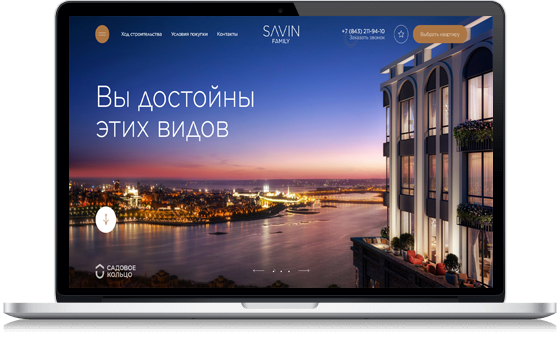 Ход строительства
Условия покупки
Контакты
SAVIN
FAMILY
+7 (843) 211-94-10
Заказать звонок
Выбрать квартиру
Вы достойны
этих видов
САДОВОЕ
КОЛЬЦО